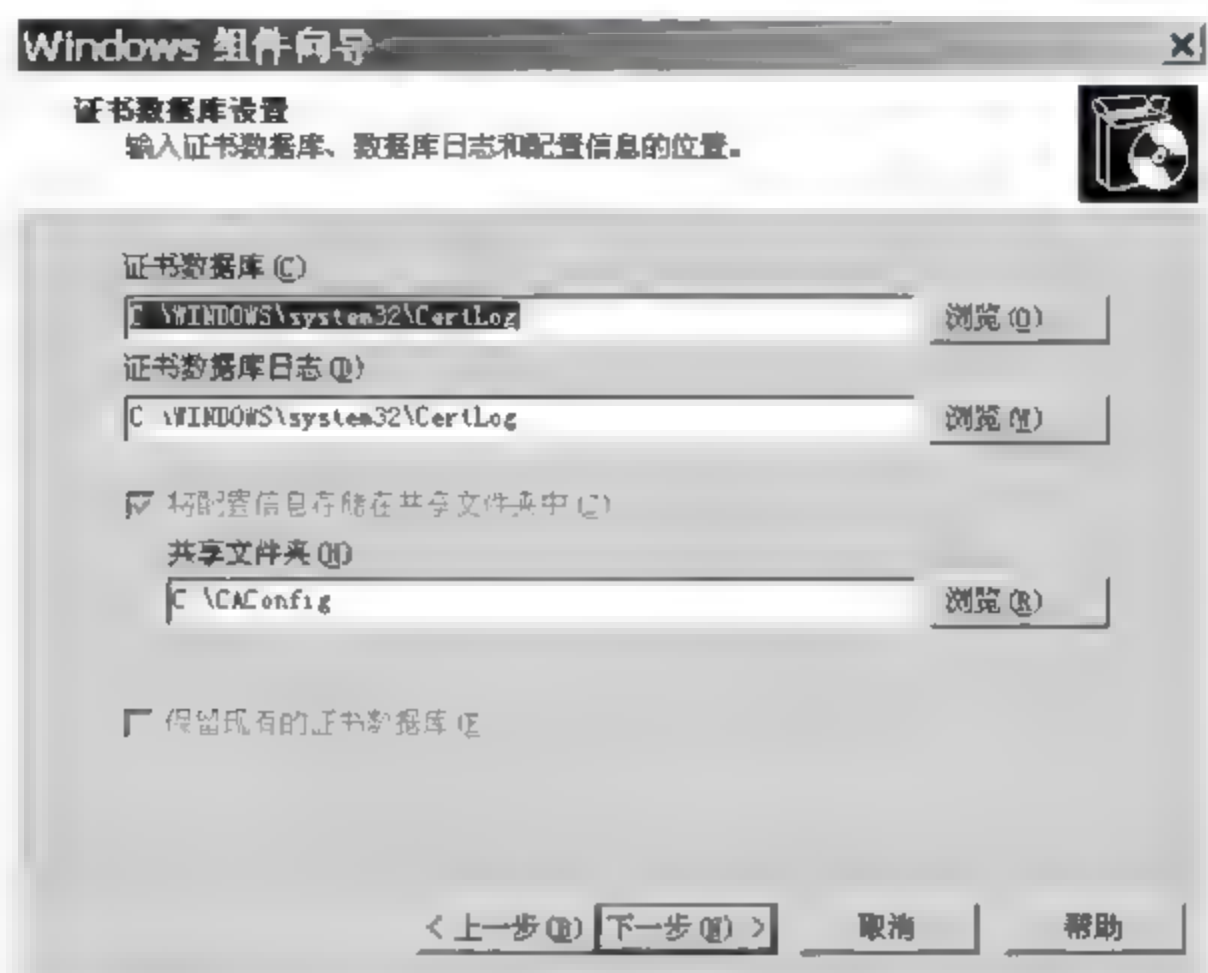 Windows 组件向导
证书数据库设置
输入证书数据库、数据库日志和配置信息的位置。
证书数据库(C)
C \WINDOWS\system32\CertLog 浏览(O)
证书数据库日志(D)
C \WINDOWS\system32\CertLog 浏览(W)
将配置信息存储在共享文件夹中(C)
共享文件夹(H)
C \CAConfig 浏览(R)
保留现有的证书数据库(E
< 上一步(B) 下一步(N) > 取消 帮助